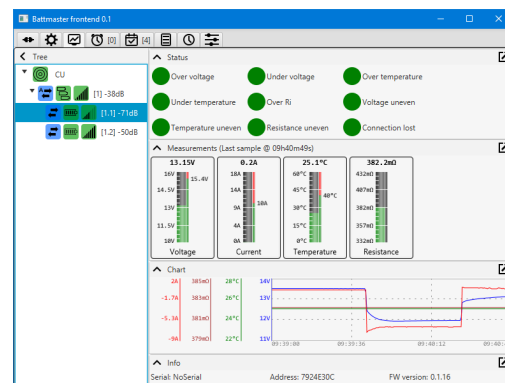 Battmaster frontend 0.1
[0] [4]
Tree
CU
[1] -38dB
[1.1] -71dB
[1.2] -50dB
Status
Over voltage Under voltage Over temperature
Under temperature Over Ri Voltage uneven
Temperature uneven Resistance uneven Connection lost
Measurements (Last sample @ 09h40m49s)
13.15V 0.2A 25.1°C 382.2mΩ
16V 15.4V 18A 60°C 432mΩ
14.5V 14A 45°C 40°C 407mΩ
13V 9A 10A 30°C 382mΩ
11.5V 4A 15°C 357mΩ
10V 0A 0°C 332mΩ
Voltage Current Temperature Resistance
Chart
2A 385mΩ 28°C 14V
-1.7A 383mΩ 26°C 13V
-5.3A 381mΩ 24°C 12V
-9A 379mΩ 22°C 11V
09:39:00 09:39:36 09:40:12 09:40:
Info
Serial: NoSerial Address: 7924E30C FW version: 0.1.16